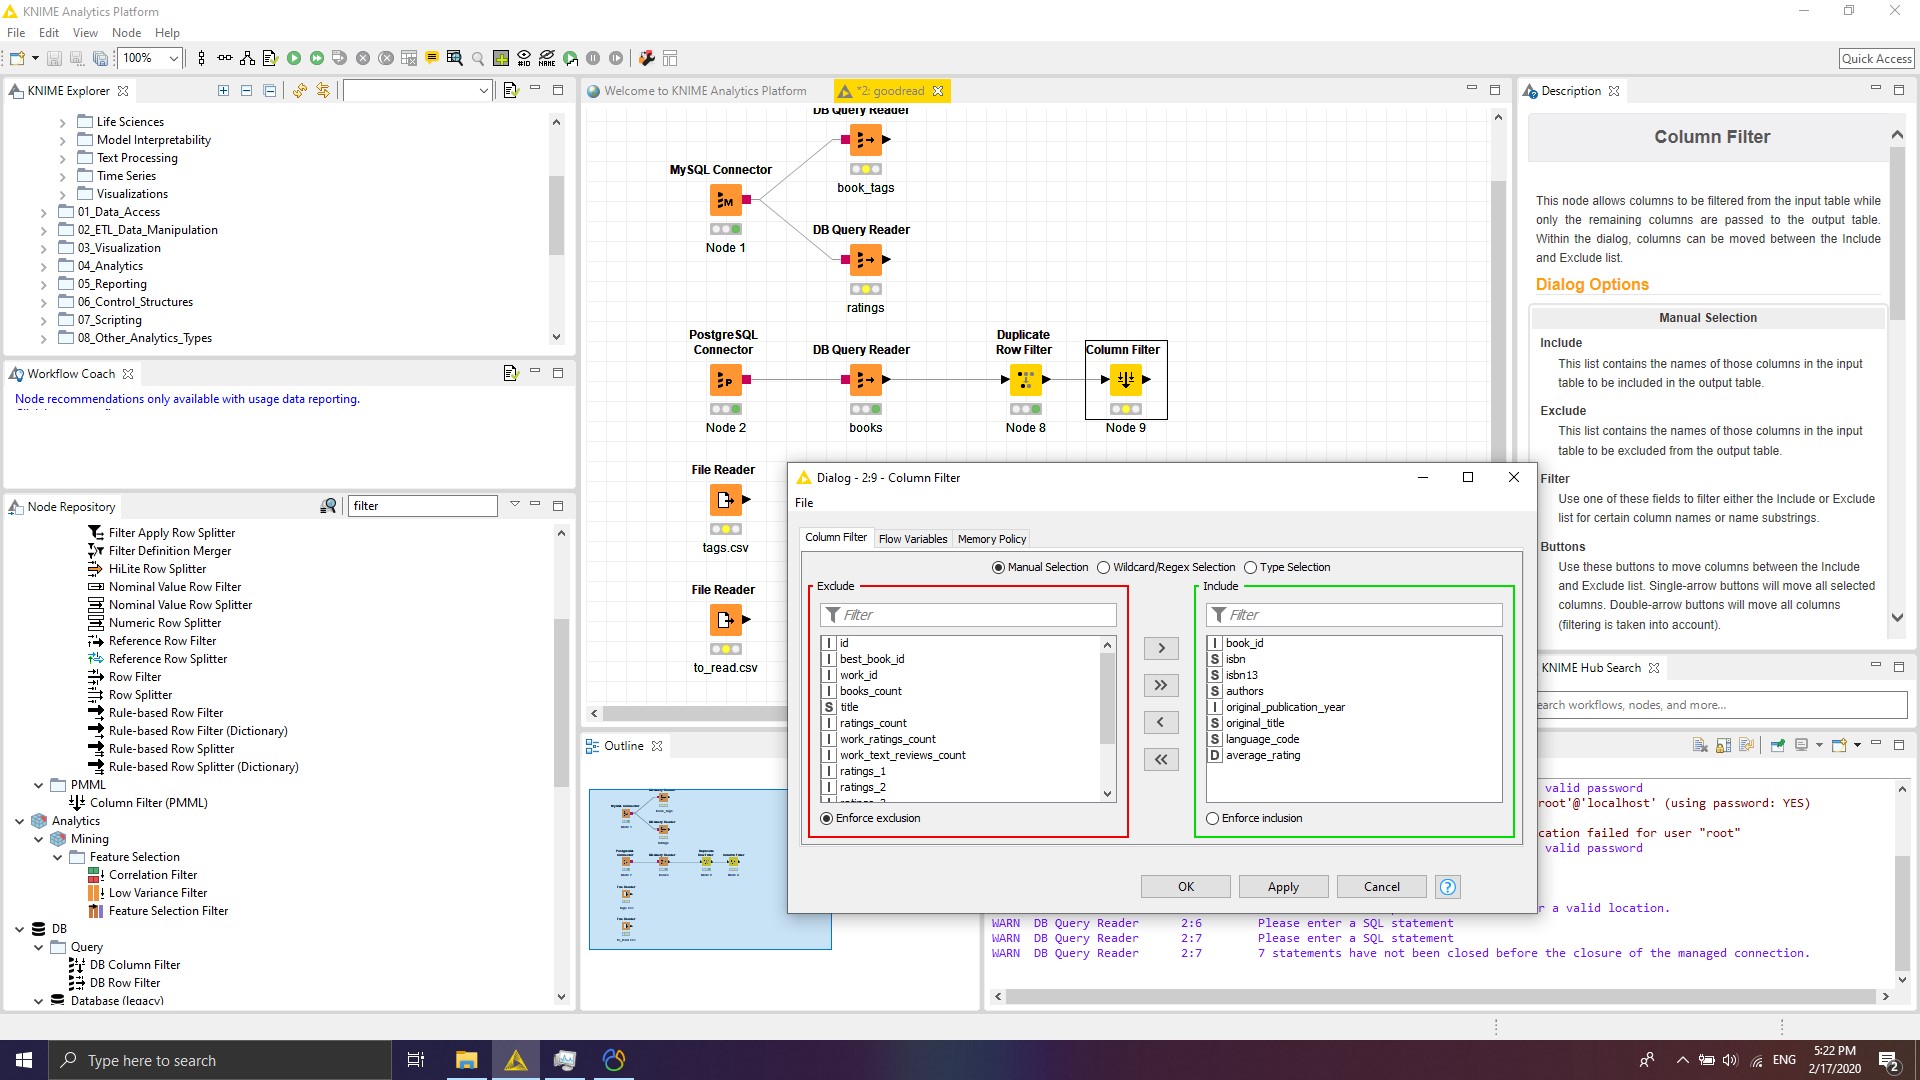 KNIME Analytics Platform
File Edit View Node Help
100%
Quick Access
KNIME Explorer
Life Sciences
Model Interpretability
Text Processing
Time Series
Visualizations
01_Data_Access
02_ETL_Data_Manipulation
03_Visualization
04_Analytics
05_Reporting
06_Control_Structures
07_Scripting
08_Other_Analytics_Types
Workflow Coach
Node recommendations only available with usage data reporting.
Node Repository
filter
Filter Apply Row Splitter
Filter Definition Merger
HiLite Row Splitter
Nominal Value Row Filter
Nominal Value Row Splitter
Numeric Row Splitter
Reference Row Filter
Reference Row Splitter
Row Filter
Row Splitter
Rule-based Row Filter
Rule-based Row Filter (Dictionary)
Rule-based Row Splitter
Rule-based Row Splitter (Dictionary)
PMML
Column Filter (PMML)
Analytics
Mining
Feature Selection
Correlation Filter
Low Variance Filter
Feature Selection Filter
DB
Query
DB Column Filter
DB Row Filter
Database (legacy)
Welcome to KNIME Analytics Platform
*2: goodread
DB Query Reader
book_tags
MySQL Connector
M
Node 1
DB Query Reader
ratings
PostgreSQL
Connector
P
Node 2
DB Query Reader
books
Duplicate
Row Filter
Node 8
Column Filter
Node 9
File Reader
tags.csv
File Reader
to_read.csv
Outline
Dialog - 2:9 - Column Filter
File
Column Filter Flow Variables Memory Policy
Manual Selection Wildcard/Regex Selection Type Selection
Exclude
Filter
I id
I best_book_id
I work_id
I books_count
S title
I ratings_count
I work_ratings_count
I work_text_reviews_count
I ratings_1
I ratings_2
Enforce exclusion
>
>>
<
<<
Include
Filter
I book_id
S isbn
S isbn13
S authors
I original_publication_year
S original_title
S language_code
D average_rating
Enforce inclusion
OK Apply Cancel ?
Description
Column Filter
This node allows columns to be filtered from the input table while
only the remaining columns are passed to the output table.
Within the dialog, columns can be moved between the Include
and Exclude list.
Dialog Options
Manual Selection
Include
This list contains the names of those columns in the input
table to be included in the output table.
Exclude
This list contains the names of those columns in the input
table to be excluded from the output table.
Filter
Use one of these fields to filter either the Include or Exclude
list for certain column names or name substrings.
Buttons
Use these buttons to move columns between the Include
and Exclude list. Single-arrow buttons will move all selected
columns. Double-arrow buttons will move all columns
(filtering is taken into account).
KNIME Hub Search
earch workflows, nodes, and more...
valid password
root'@'localhost' (using password: YES)
cation failed for user "root"
valid password
r a valid location.
WARN DB Query Reader 2:6 Please enter a SQL statement
WARN DB Query Reader 2:7 Please enter a SQL statement
WARN DB Query Reader 2:7 7 statements have not been closed before the closure of the managed connection.
Type here to search
ENG
5:22 PM
2/17/2020
2